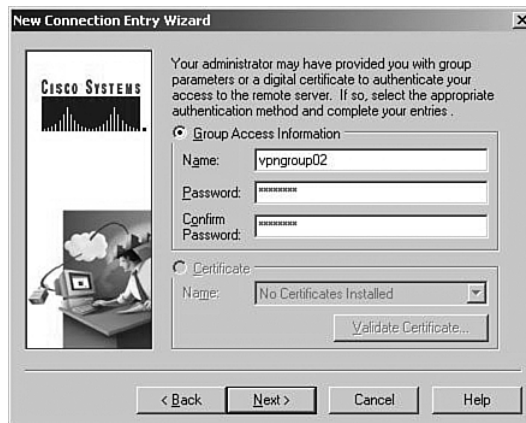 New Connection Entry Wizard
CISCO SYSTEMS
Your administrator may have provided you with group
parameters or a digital certificate to authenticate your
access to the remote server. If so, select the appropriate
authentication method and complete your entries .
Group Access Information
Name:
vpngroup02
Password:
********
Confirm
Password:
********
Certificate
Name:
No Certificates Installed
Validate Certificate...
< Back
Next >
Cancel
Help